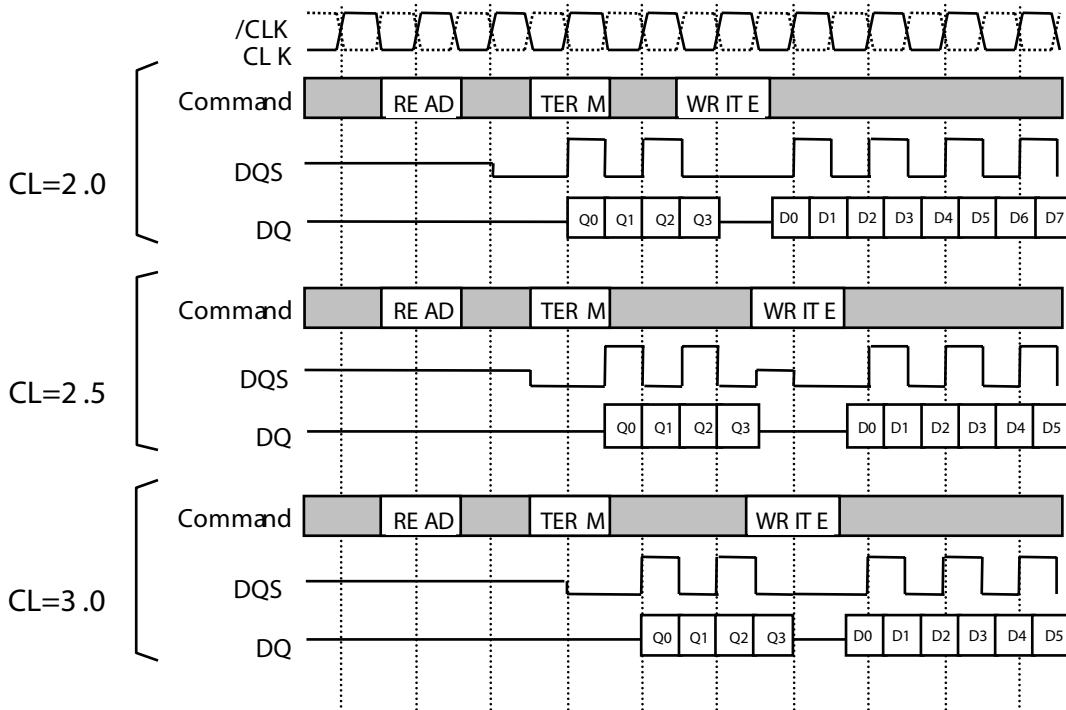 /CLK
CL K
CL=2 .0
Command RE AD TER M WR IT E
DQS
DQ Q0 Q1 Q2 Q3 D0 D1 D2 D3 D4 D5 D6 D7
CL=2 .5
Command RE AD TER M WR IT E
DQS
DQ Q0 Q1 Q2 Q3 D0 D1 D2 D3 D4 D5
CL=3 .0
Command RE AD TER M WR IT E
DQS
DQ Q0 Q1 Q2 Q3 D0 D1 D2 D3 D4 D5